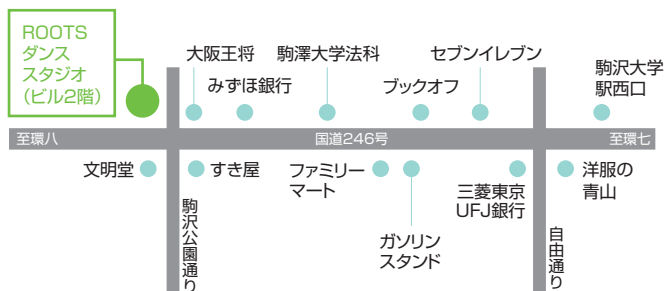 ROOTS
ダンス
スタジオ
(ビル2階)
大阪王将
駒澤大学法科
セブンイレブン
みずほ銀行
ブックオフ
駒沢大学
駅西口
至環八
国道246号
至環七
文明堂
すき屋
ファミリー
マート
三菱東京
UFJ銀行
洋服の
青山
ガソリン
スタンド
駒沢公園通り
自由通り